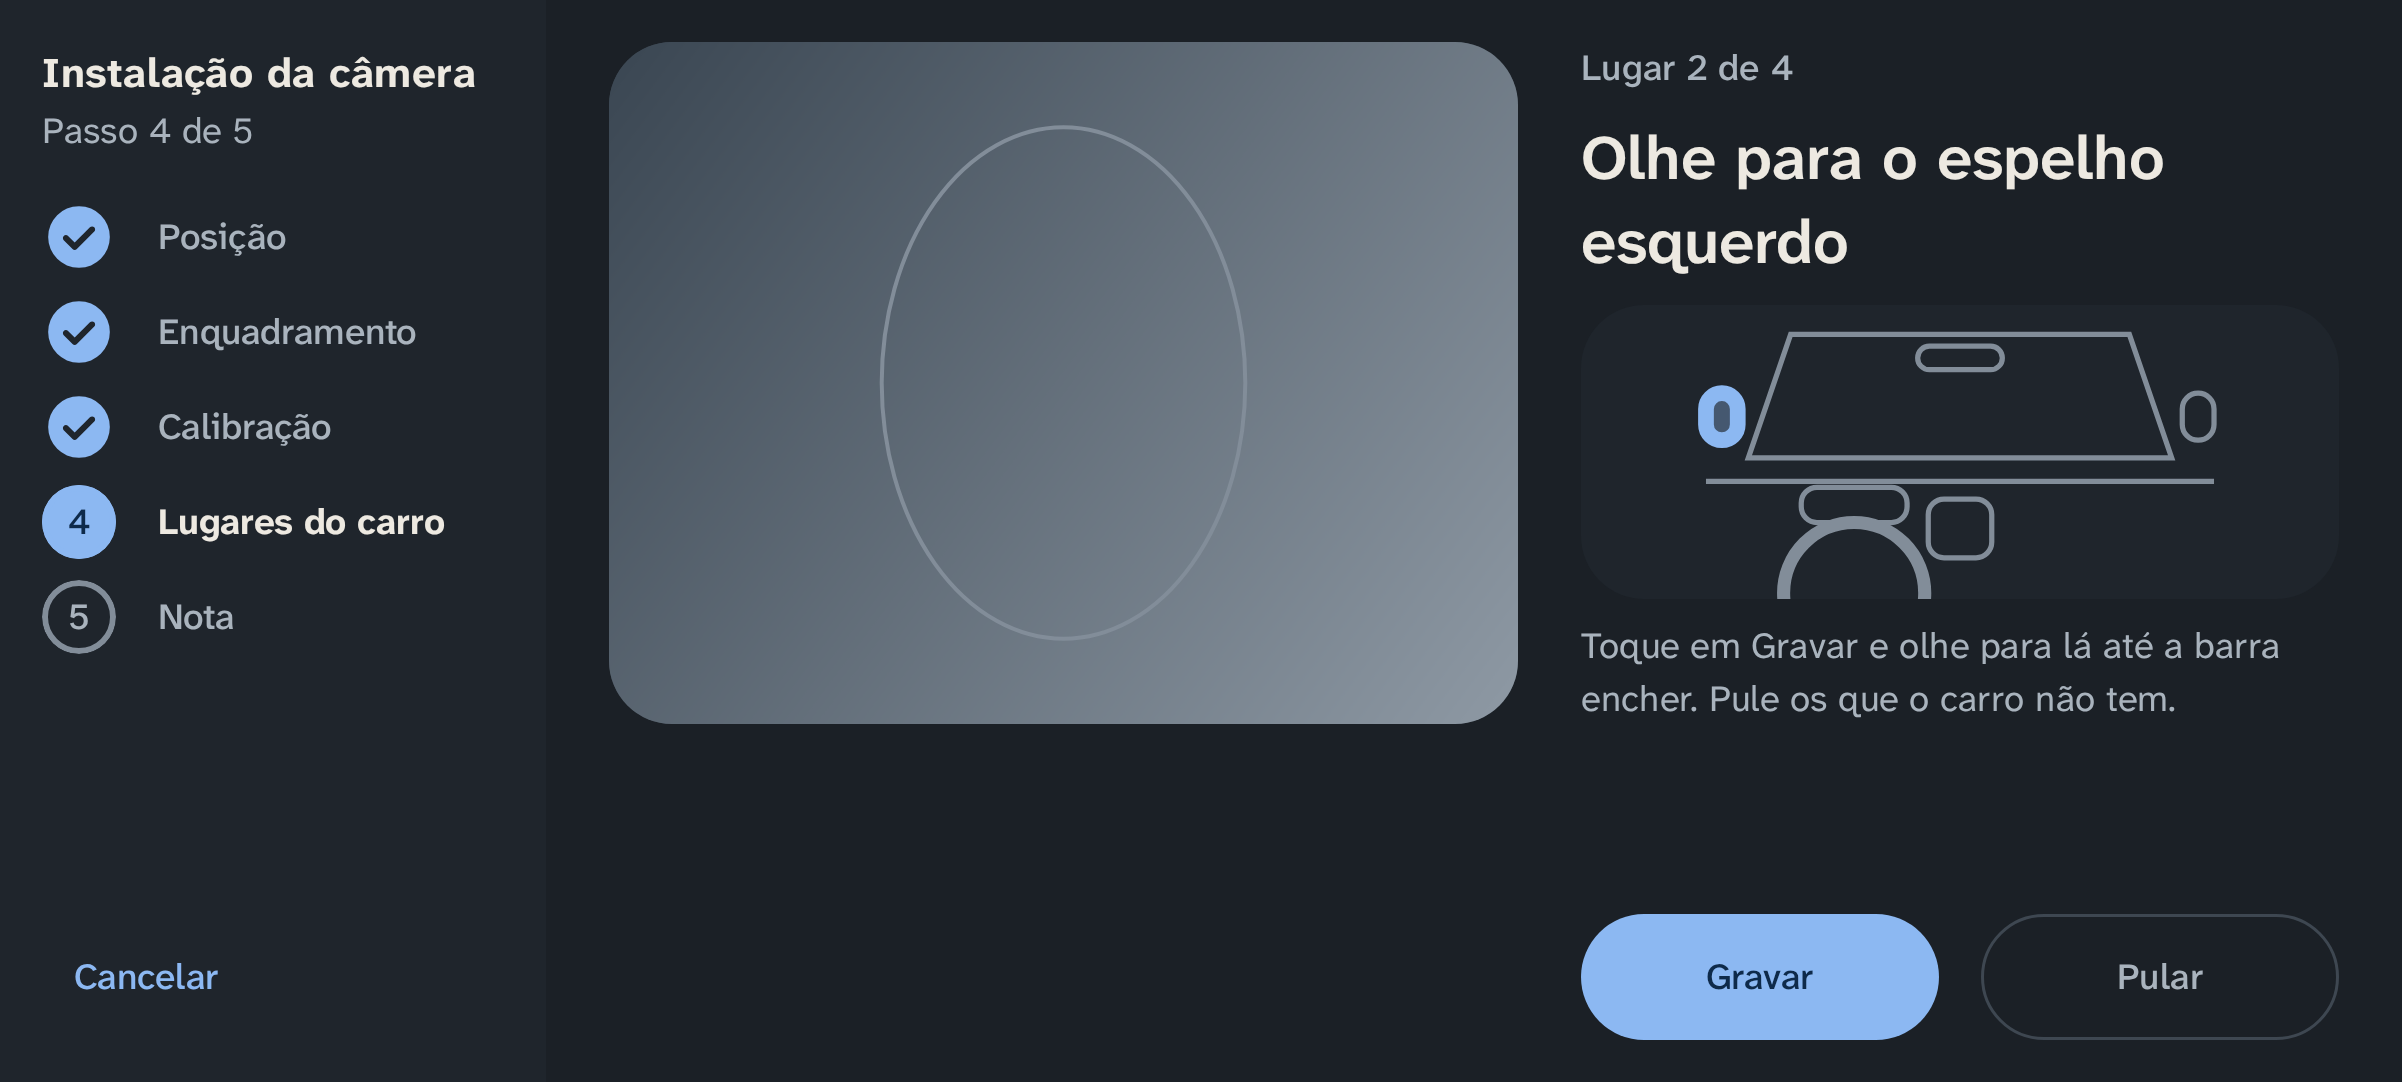 Instalação da câmera
Passo 4 de 5
Posição
Enquadramento
Calibração
4 Lugares do carro
5 Nota
Cancelar
Lugar 2 de 4
Olhe para o espelho
esquerdo
Toque em Gravar e olhe para lá até a barra
encher. Pule os que o carro não tem.
Gravar
Pular